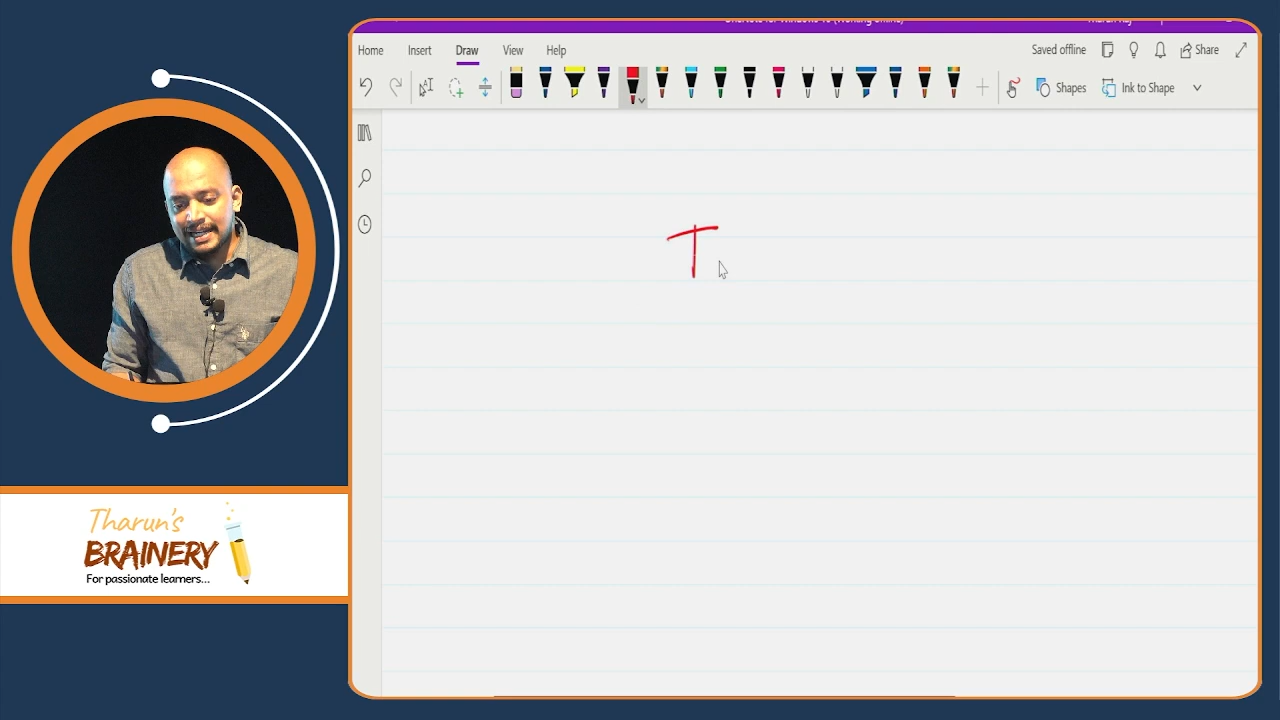 Home Insert Draw View Help Saved offline Share
Shapes Ink to Shape
T
Tharun's
BRAINERY
For passionate learners...